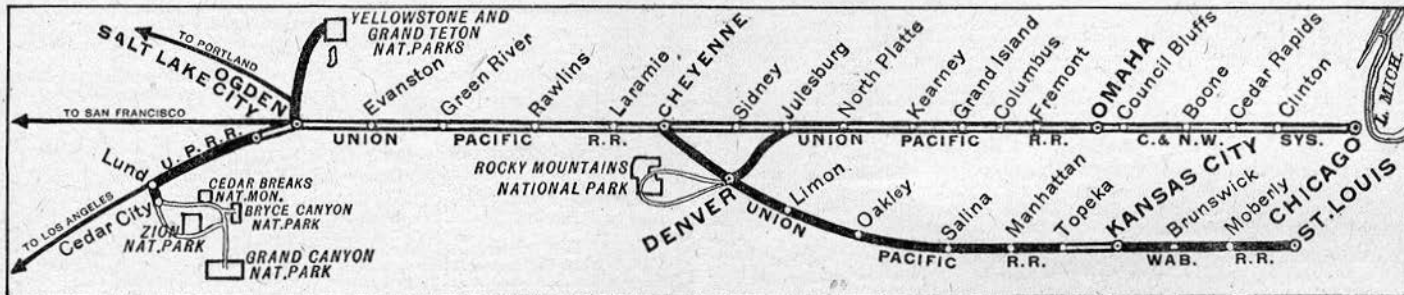 YELLOWSTONE AND
GRAND TETON
NAT. PARKS
TO PORTLAND
SALT LAKE
CITY
OGDEN
TO SAN FRANCISCO
Evanston
Green River
Rawlins
Laramie
CHEYENNE
Sidney
Julesburg
North Platte
Kearney
Grand Island
Columbus
Fremont
OMAHA
Council Bluffs
Boone
Cedar Rapids
Clinton
CHICAGO
L. MICH.
UNION PACIFIC R.R.
UNION PACIFIC R.R.
C. & N.W. SYS.
U. P. R. R.
Lund
TO LOS ANGELES
Cedar City
CEDAR BREAKS
NAT. MON.
BRYCE CANYON
NAT. PARK
ZION
NAT. PARK
GRAND CANYON
NAT. PARK
ROCKY MOUNTAINS
NATIONAL PARK
DENVER
Limon
Oakley
Salina
Manhattan
Topeka
KANSAS CITY
Brunswick
Moberly
ST. LOUIS
UNION PACIFIC R.R.
WAB. R.R.